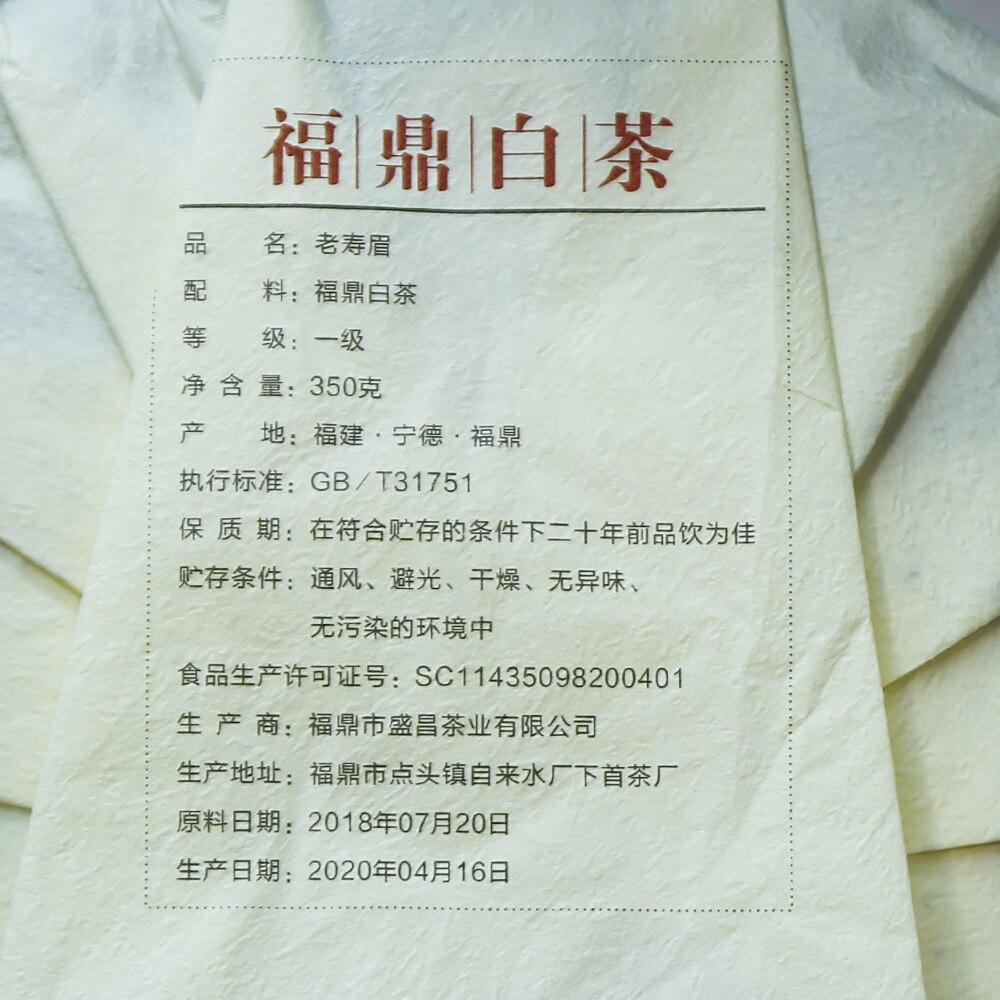 福鼎白茶
品 名：老寿眉
配 料：福鼎白茶
等 级：一级
净含量：350克
产 地：福建·宁德·福鼎
执行标准：GB/T31751
保质期：在符合贮存的条件下二十年前品饮为佳
贮存条件：通风、避光、干燥、无异味、
无污染的环境中
食品生产许可证号：SC11435098200401
生产商：福鼎市盛昌茶业有限公司
生产地址：福鼎市点头镇自来水厂下首茶厂
原料日期：2018年07月20日
生产日期：2020年04月16日